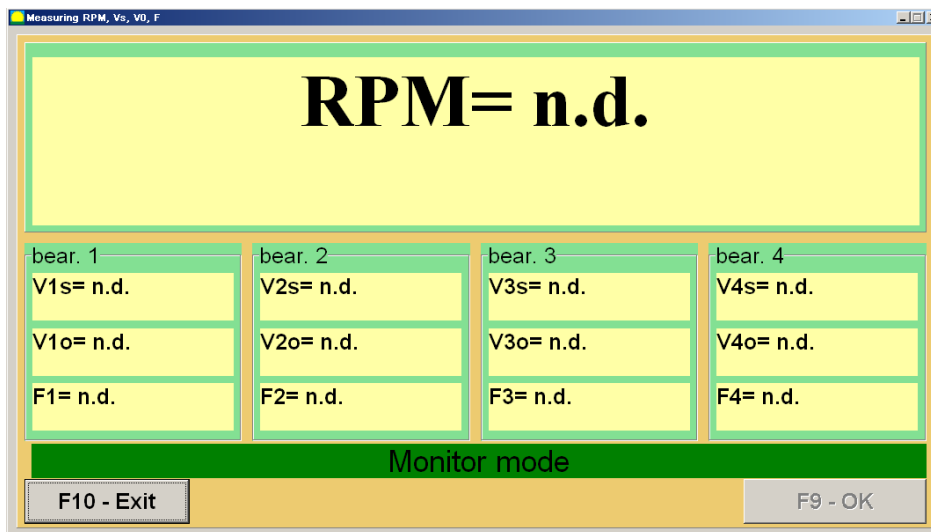 Measuring RPM, Vs, V0, F
RPM= n.d.
bear. 1
V1s= n.d.
V1o= n.d.
F1= n.d.
bear. 2
V2s= n.d.
V2o= n.d.
F2= n.d.
bear. 3
V3s= n.d.
V3o= n.d.
F3= n.d.
bear. 4
V4s= n.d.
V4o= n.d.
F4= n.d.
Monitor mode
F10 - Exit
F9 - OK